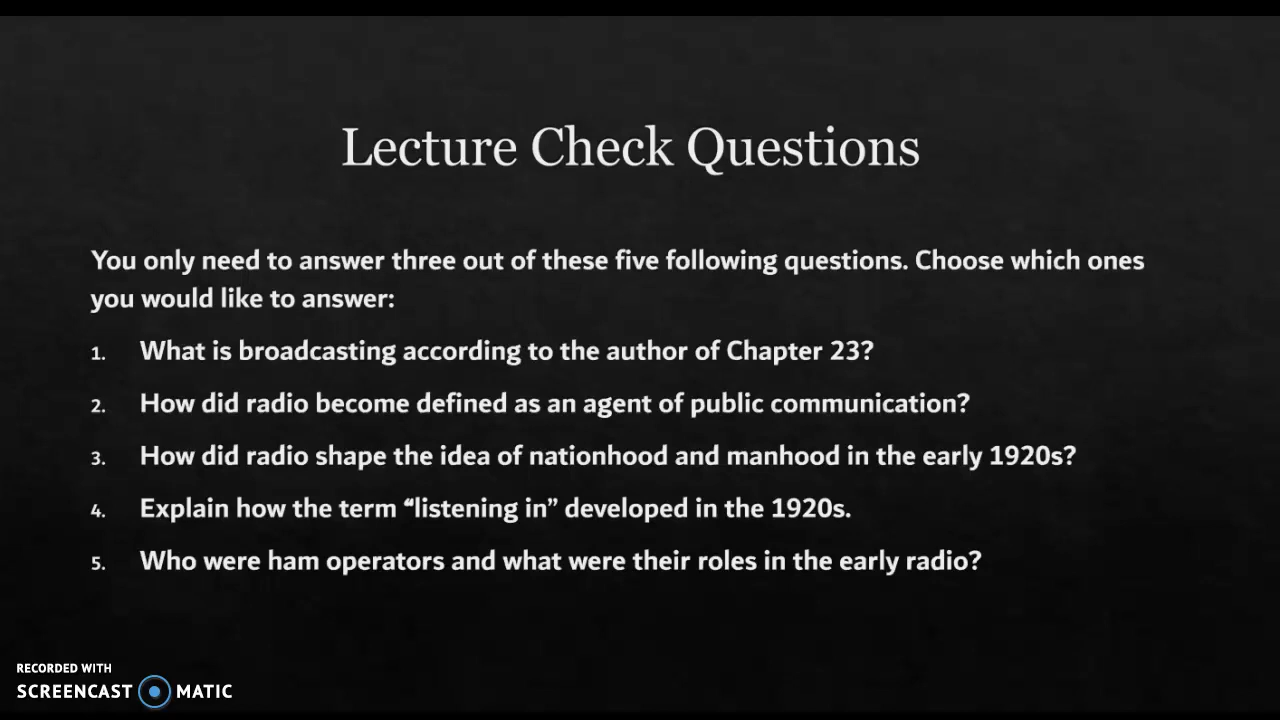 Lecture Check Questions
You only need to answer three out of these five following questions. Choose which ones
you would like to answer:
1. What is broadcasting according to the author of Chapter 23?
2. How did radio become defined as an agent of public communication?
3. How did radio shape the idea of nationhood and manhood in the early 1920s?
4. Explain how the term “listening in” developed in the 1920s.
5. Who were ham operators and what were their roles in the early radio?
RECORDED WITH
SCREENCAST MATIC